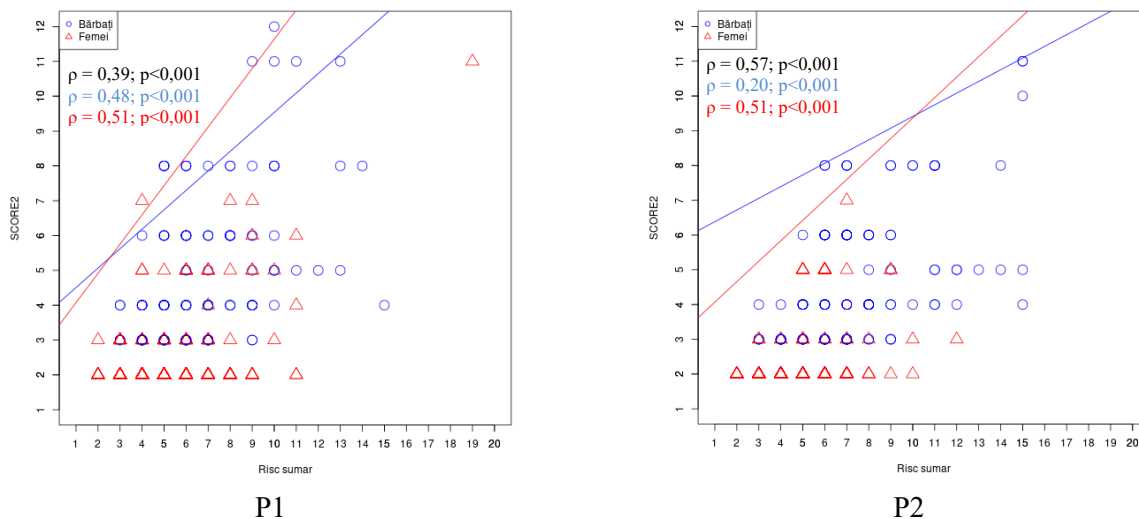 Bărbați
Femei
ρ = 0,39; p<0,001
ρ = 0,48; p<0,001
ρ = 0,51; p<0,001
SCORE2
12
11
10
9
8
7
6
5
4
3
2
1
1 2 3 4 5 6 7 8 9 10 11 12 13 14 15 16 17 18 19 20
Risc sumar
P1
Bărbați
Femei
ρ = 0,57; p<0,001
ρ = 0,20; p<0,001
ρ = 0,51; p<0,001
SCORE2
12
11
10
9
8
7
6
5
4
3
2
1
1 2 3 4 5 6 7 8 9 10 11 12 13 14 15 16 17 18 19 20
Risc sumar
P2